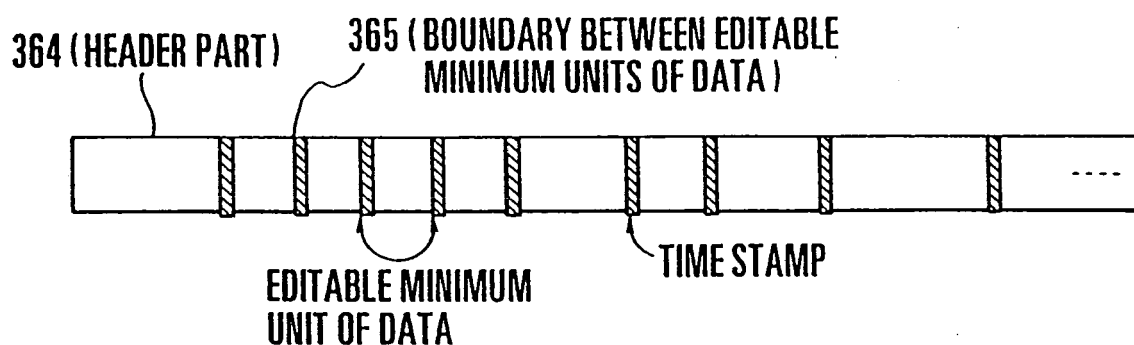 364 (HEADER PART)
365 (BOUNDARY BETWEEN EDITABLE
MINIMUM UNITS OF DATA)
EDITABLE MINIMUM
UNIT OF DATA
TIME STAMP